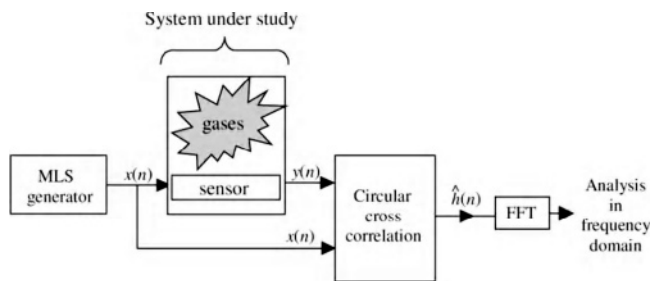 System under study
gases
MLS
generator
x(n)
sensor
y(n)
x(n)
Circular
cross
correlation
ĥ(n)
FFT
Analysis
in
frequency
domain